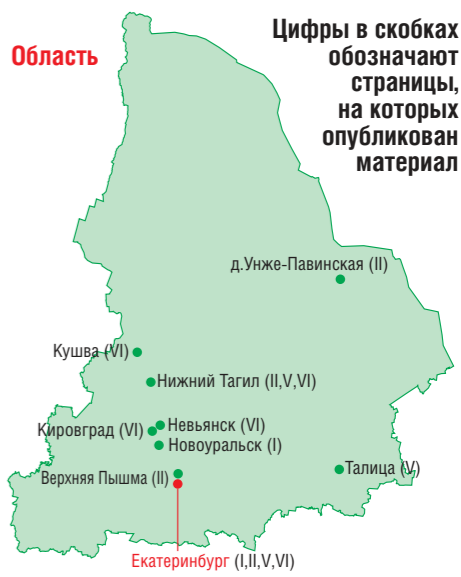 Область
Цифры в скобках
обозначают
страницы,
на которых
опубликован
материал
д.Унже-Павинская (II)
Кушва (VI)
Нижний Тагил (II,V,VI)
Невьянск (VI)
Кировград (VI)
Новоуральск (I)
Талица (V)
Верхняя Пышма (II)
Екатеринбург (I,II,V,VI)